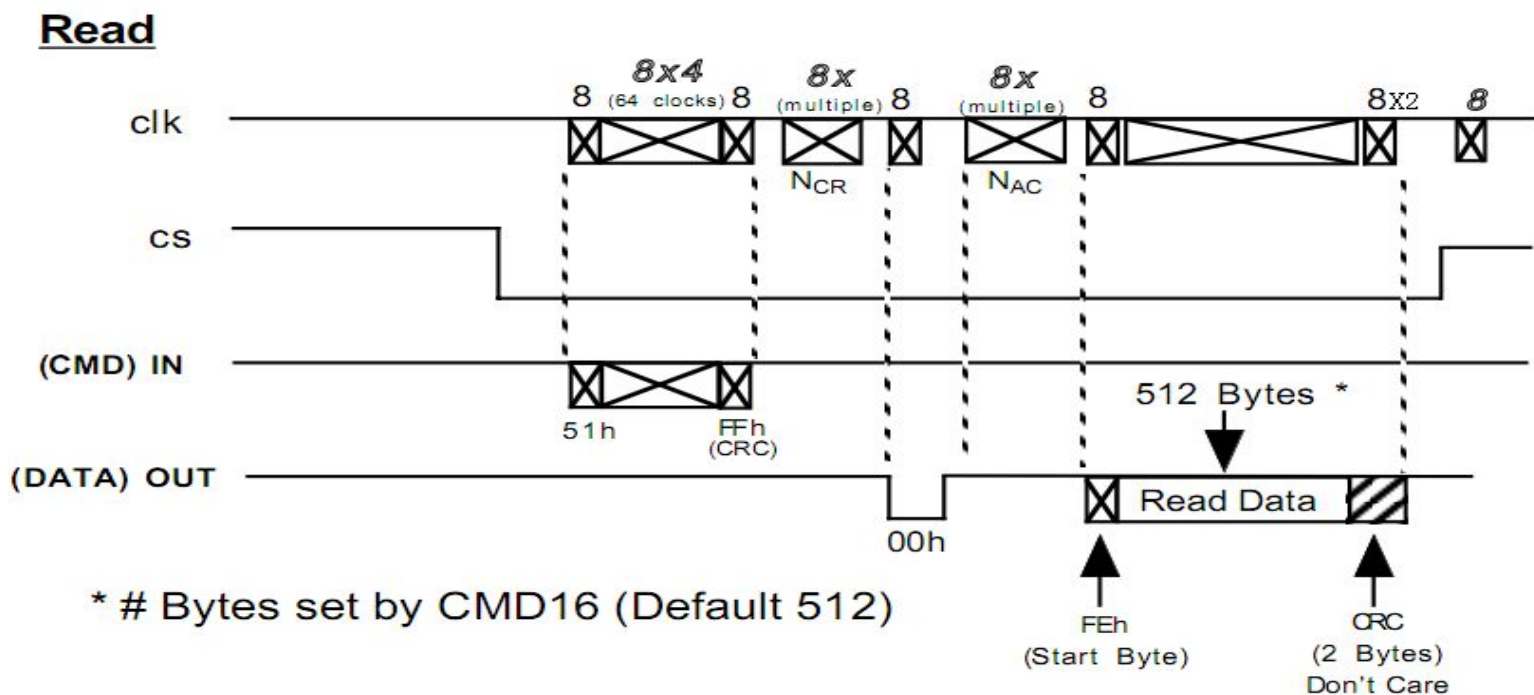 Read
8x4 8x 8x
8 (64 clocks) 8 (multiple) 8 (multiple) 8 8X2 8
clk
NCR NAC
cs
(CMD) IN
512 Bytes *
51h FFh
(CRC)
(DATA) OUT
Read Data
00h
* # Bytes set by CMD16 (Default 512)
FEh CRC
(Start Byte) (2 Bytes)
Don't Care